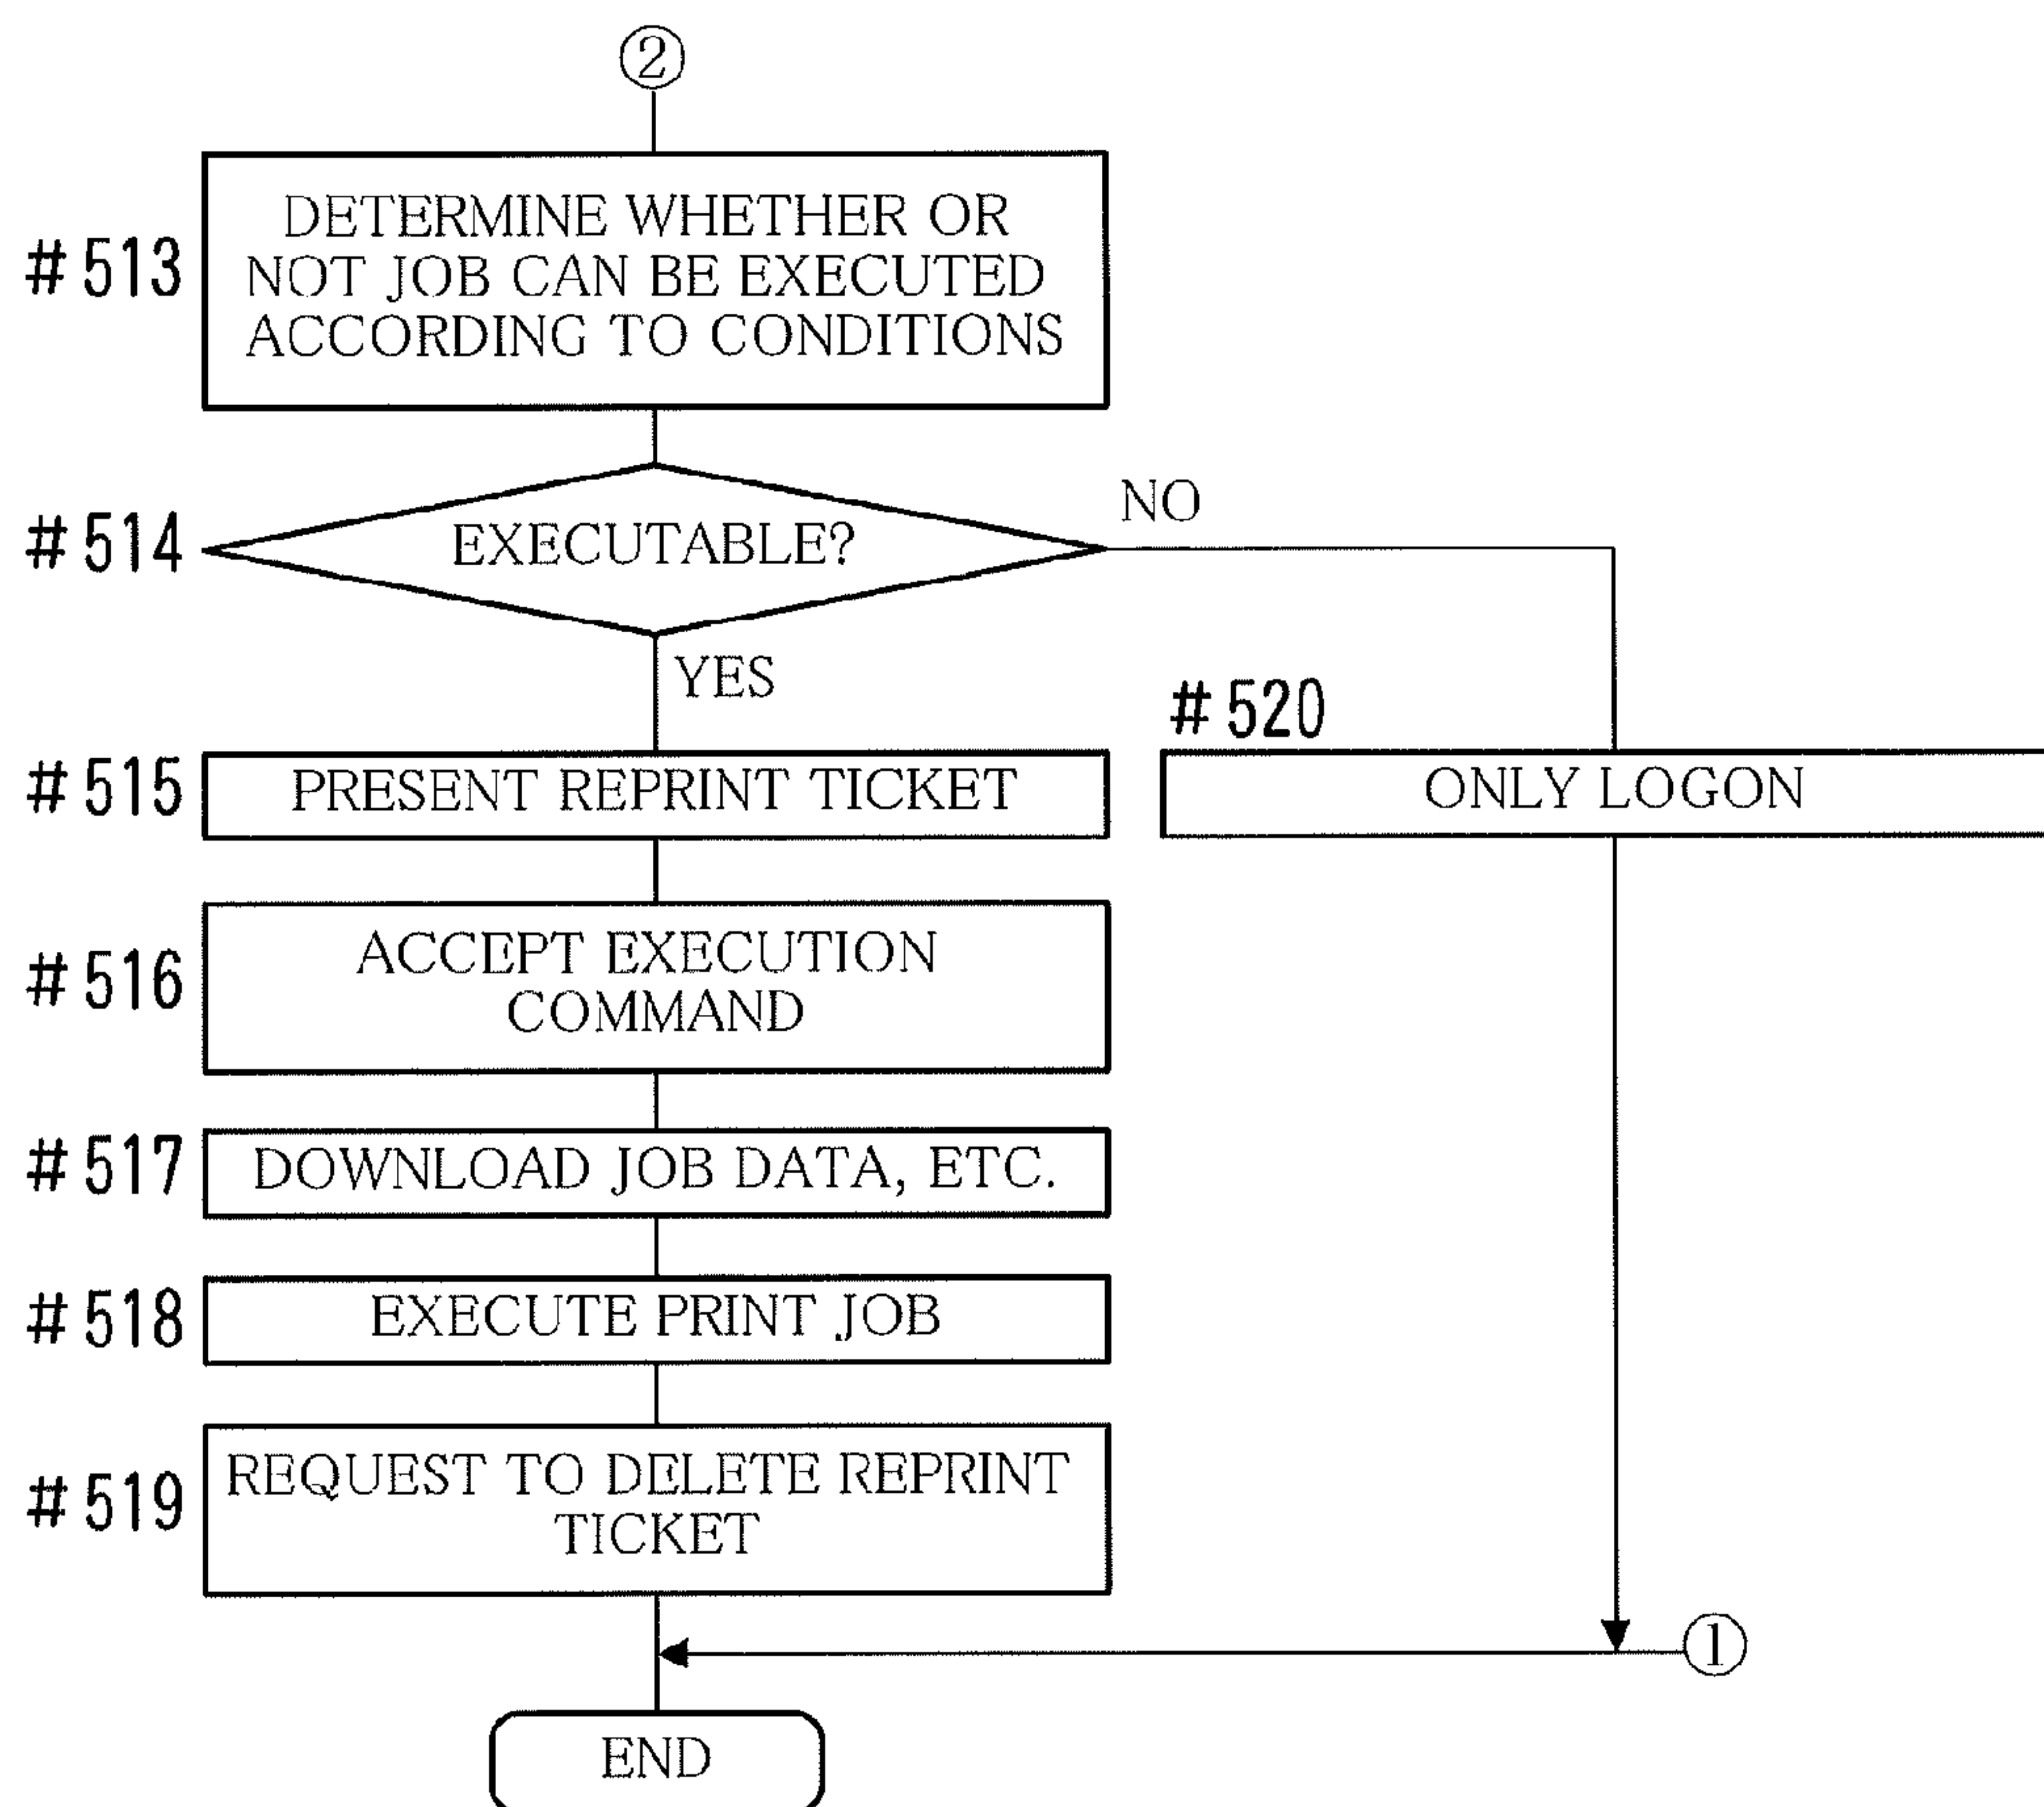 ②
#513
DETERMINE WHETHER OR
NOT JOB CAN BE EXECUTED
ACCORDING TO CONDITIONS
#514
EXECUTABLE?
NO
YES
#515
PRESENT REPRINT TICKET
#520
ONLY LOGON
#516
ACCEPT EXECUTION
COMMAND
#517
DOWNLOAD JOB DATA, ETC.
#518
EXECUTE PRINT JOB
#519
REQUEST TO DELETE REPRINT
TICKET
①
END